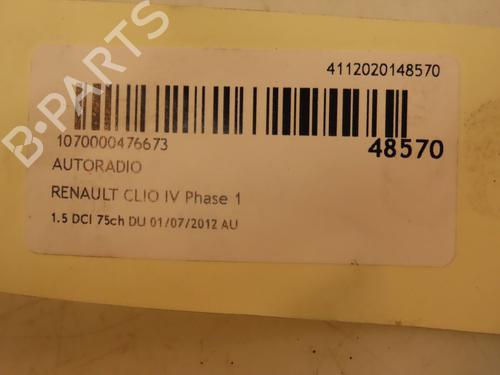 4112020148570
1070000476673
48570
AUTORADIO
RENAULT CLIO IV Phase 1
1.5 DCI 75ch DU 01/07/2012 AU
B-PARTS